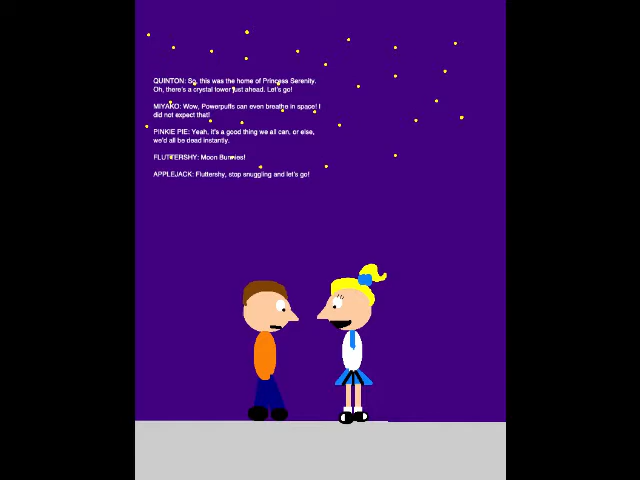 QUINTON: So, this was the home of Princess Serenity.
Oh, there's a crystal tower just ahead. Let's go!
MIYAKO: Wow, Powerpuffs can even breathe in space! I
did not expect that!
PINKIE PIE: Yeah, it's a good thing we all can, or else,
we'd all be dead instantly.
FLUTTERSHY: Moon Bunnies!
APPLEJACK: Fluttershy, stop snuggling and let's go!